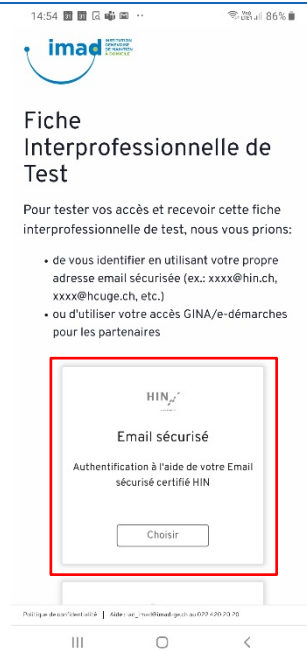 14:54
86%
imad
INSTITUTION
GENEVOISE
DE MAINTIEN
À DOMICILE
Fiche
Interprofessionnelle de
Test
Pour tester vos accès et recevoir cette fiche
interprofessionnelle de test, nous vous prions:
• de vous identifier en utilisant votre propre
adresse email sécurisée (ex.: xxxx@hin.ch,
xxxx@hcuge.ch, etc.)
• ou d'utiliser votre accès GINA/e-démarches
pour les partenaires
HIN
Email sécurisé
Authentification à l'aide de votre Email
sécurisé certifié HIN
Choisir
Politique de confidentialité | Aide: 022 420 20 20